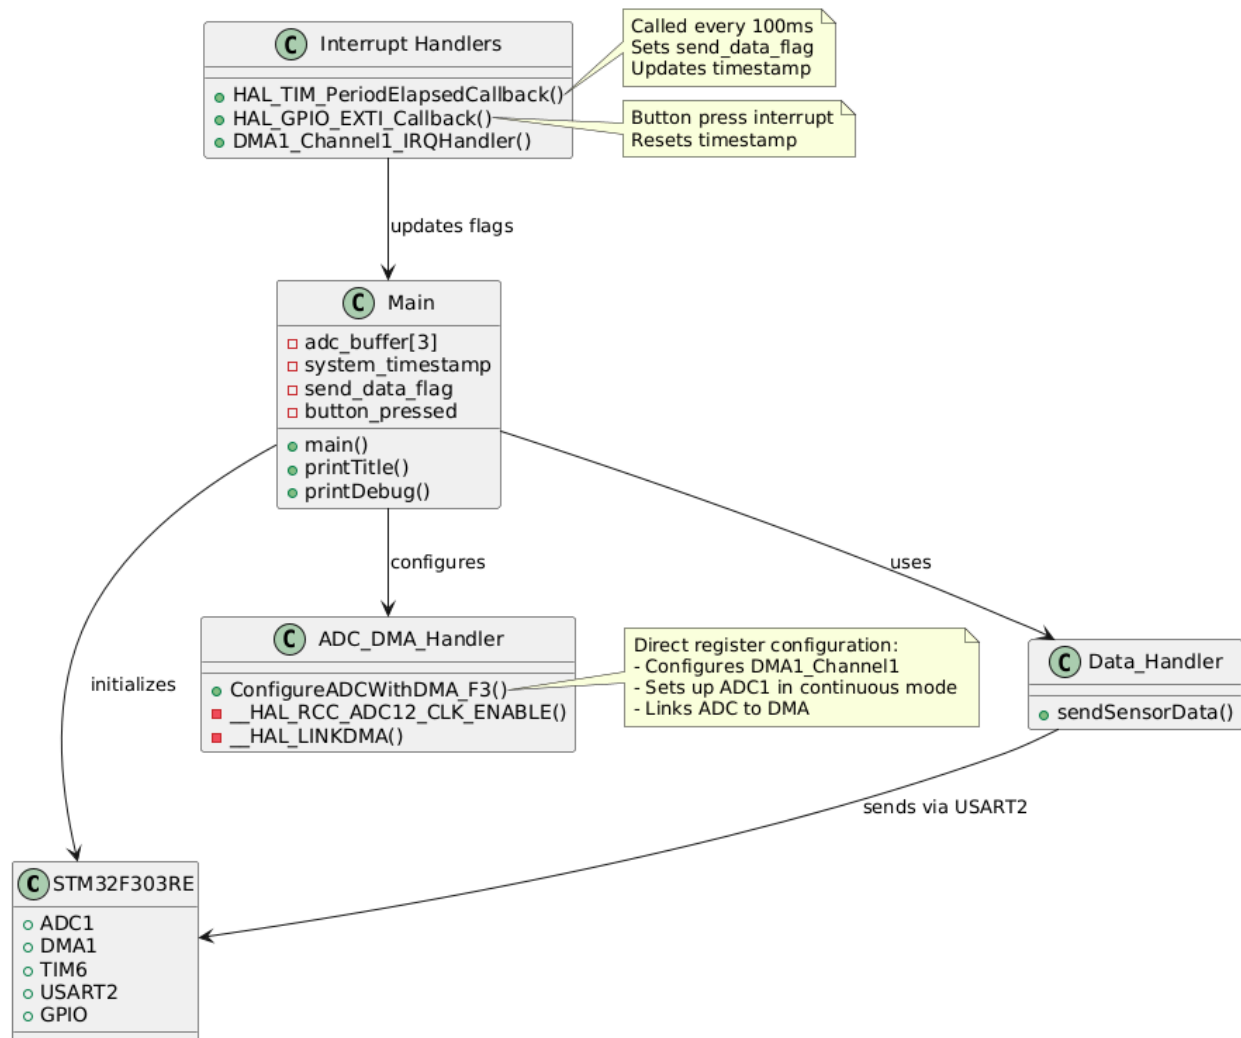 C Interrupt Handlers
HAL_TIM_PeriodElapsedCallback()
HAL_GPIO_EXTI_Callback()
DMA1_Channel1_IRQHandler()
Called every 100ms
Sets send_data_flag
Updates timestamp
Button press interrupt
Resets timestamp
updates flags
C Main
adc_buffer[3]
system_timestamp
send_data_flag
button_pressed
main()
printTitle()
printDebug()
initializes
configures
uses
C ADC_DMA_Handler
ConfigureADCWithDMA_F3()
__HAL_RCC_ADC12_CLK_ENABLE()
__HAL_LINKDMA()
Direct register configuration:
- Configures DMA1_Channel1
- Sets up ADC1 in continuous mode
- Links ADC to DMA
C Data_Handler
sendSensorData()
sends via USART2
C STM32F303RE
ADC1
DMA1
TIM6
USART2
GPIO